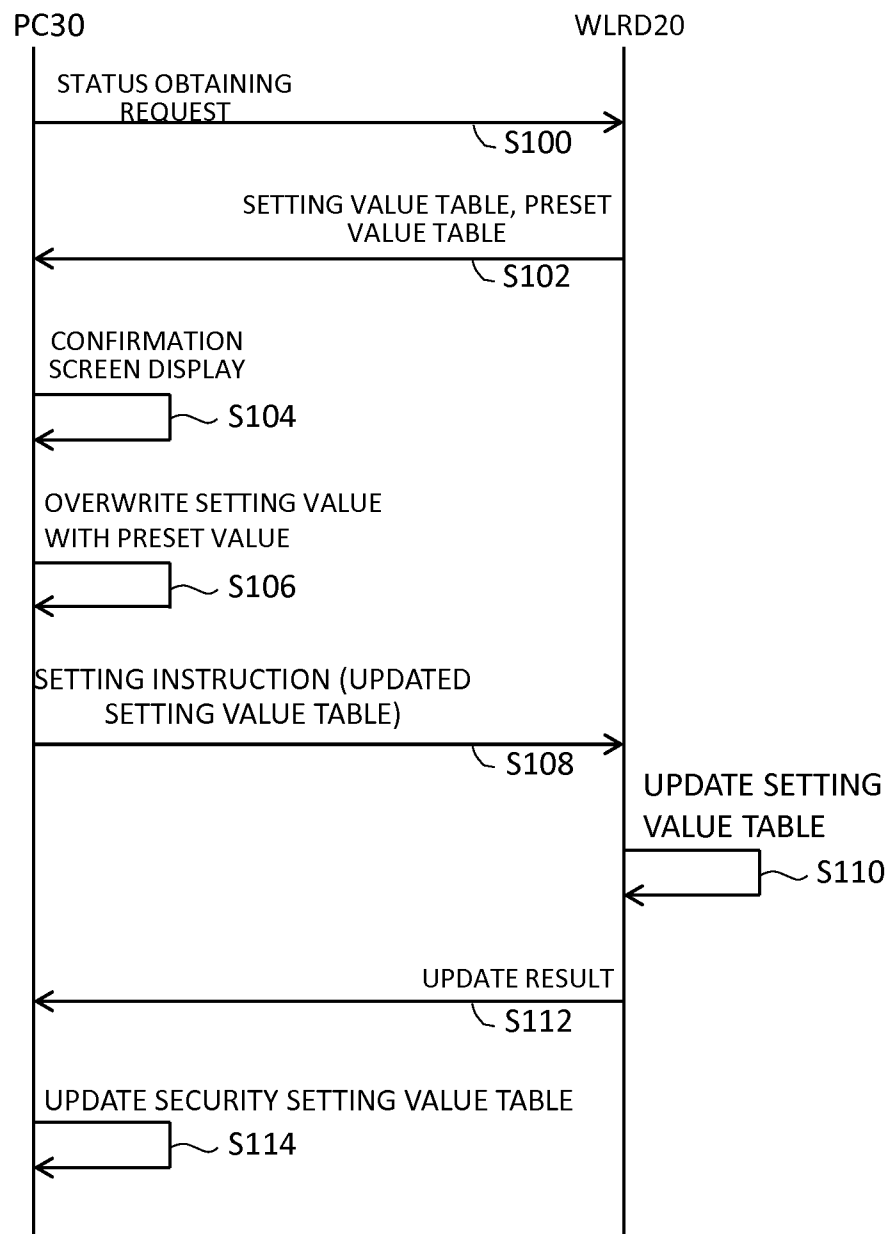 PC30
WLRD20
STATUS OBTAINING
REQUEST
S100
SETTING VALUE TABLE, PRESET
VALUE TABLE
S102
CONFIRMATION
SCREEN DISPLAY
S104
OVERWRITE SETTING VALUE
WITH PRESET VALUE
S106
SETTING INSTRUCTION (UPDATED
SETTING VALUE TABLE)
S108
UPDATE SETTING
VALUE TABLE
S110
UPDATE RESULT
S112
UPDATE SECURITY SETTING VALUE TABLE
S114